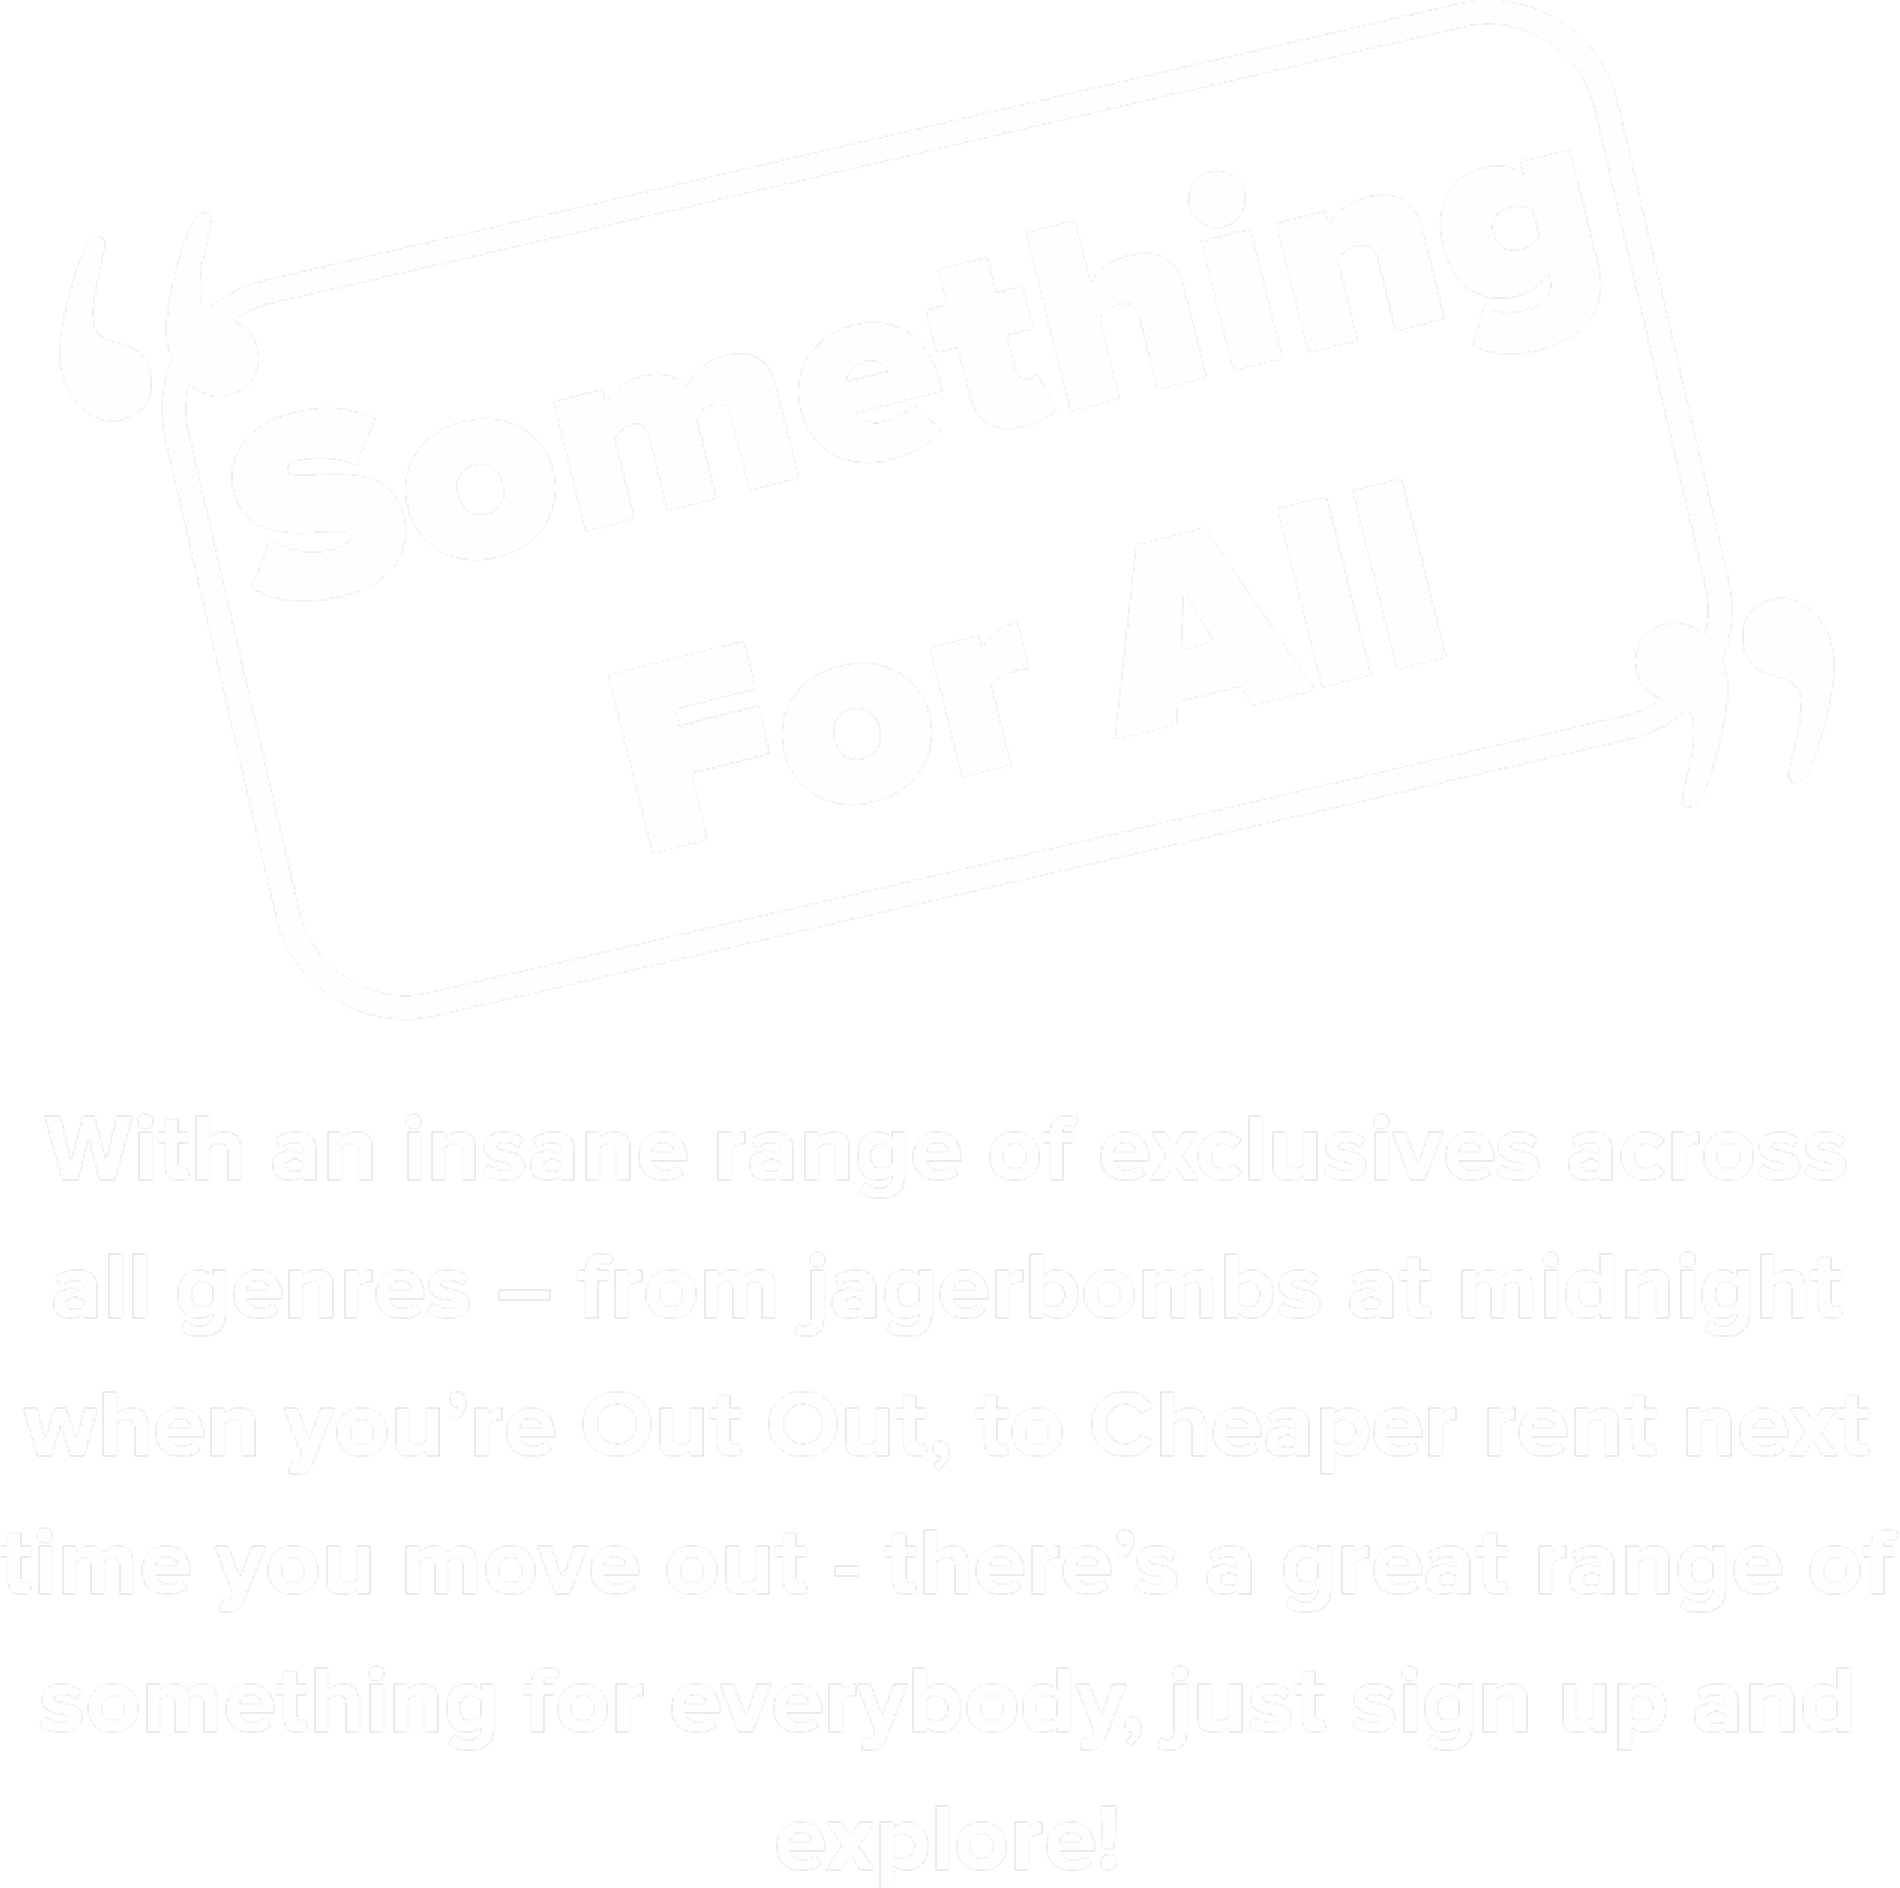 Something
For All
With an insane range of exclusives across
all genres – from jagerbombs at midnight
when you’re Out Out, to Cheaper rent next
time you move out - there’s a great range of
something for everybody, just sign up and
explore!